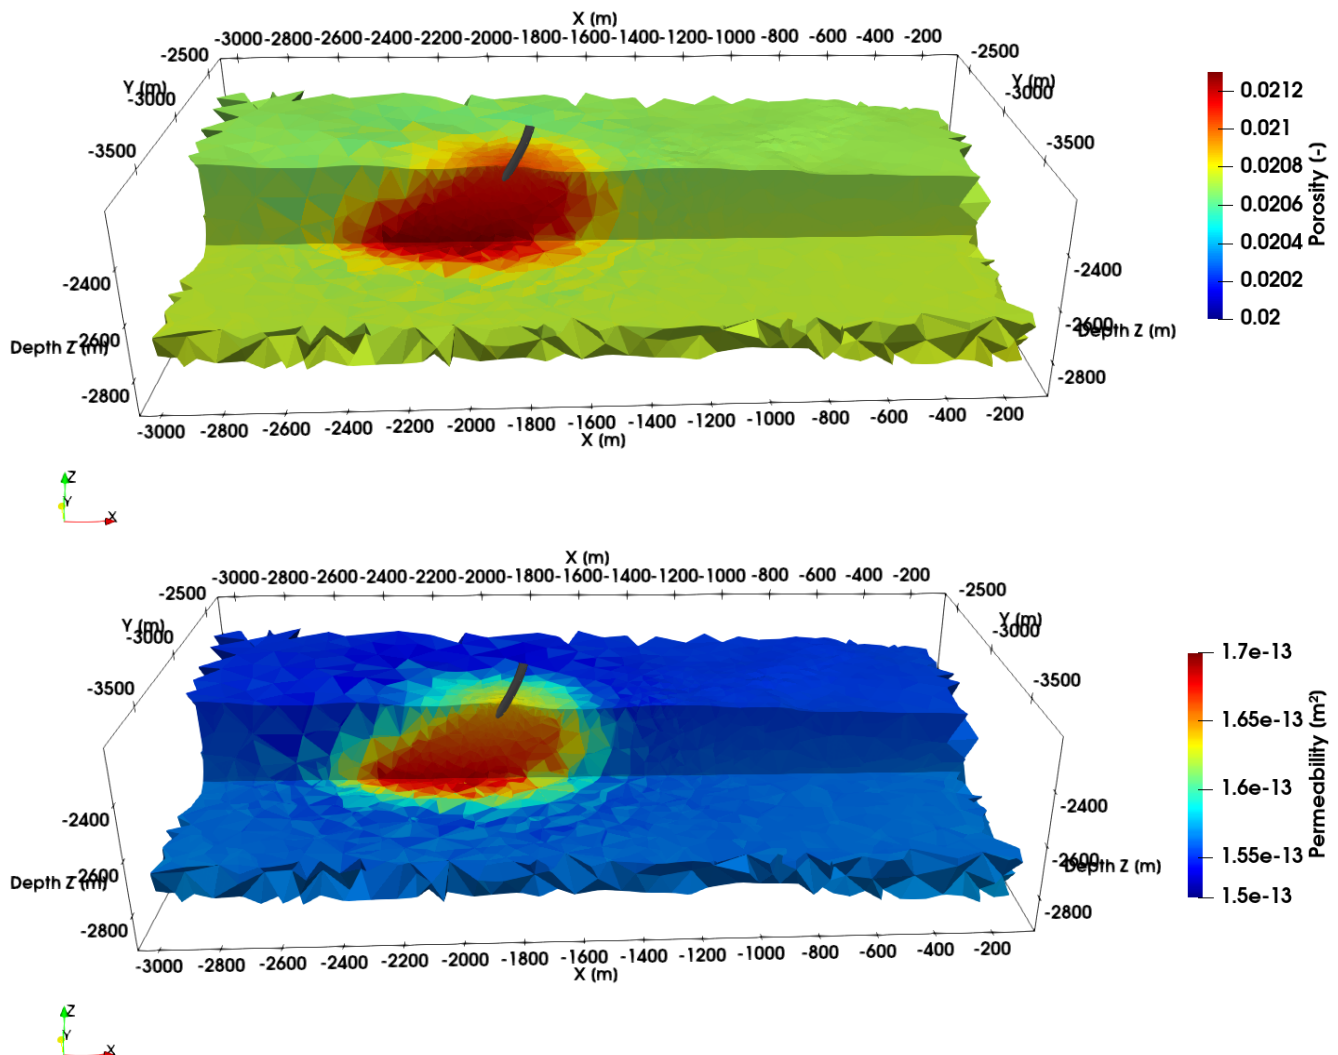 X (m)
-3000 -2800 -2600 -2400 -2200 -2000 -1800 -1600 -1400 -1200 -1000 -800 -600 -400 -200
-2500 -2500
Y (m) Y (m)
-3000 -3000
-3500 -3500
-2400 -2400
-2600 -2600
Depth Z (m) Depth Z (m)
-2800 -2800
-3000 -2800 -2600 -2400 -2200 -2000 -1800 -1600 -1400 -1200 -1000 -800 -600 -400 -200
X (m)
0.0212
0.021
0.0208
0.0206
0.0204
0.0202
0.02
Porosity (-)
Z
Y
X
X (m)
-3000 -2800 -2600 -2400 -2200 -2000 -1800 -1600 -1400 -1200 -1000 -800 -600 -400 -200
-2500 -2500
Y (m) Y (m)
-3000 -3000
-3500 -3500
-2400 -2400
-2600 -2600
Depth Z (m) Depth Z (m)
-2800 -2800
-3000 -2800 -2600 -2400 -2200 -2000 -1800 -1600 -1400 -1200 -1000 -800 -600 -400 -200
X (m)
1.7e-13
1.65e-13
1.6e-13
1.55e-13
1.5e-13
Permeability (m²)
Z
Y
X